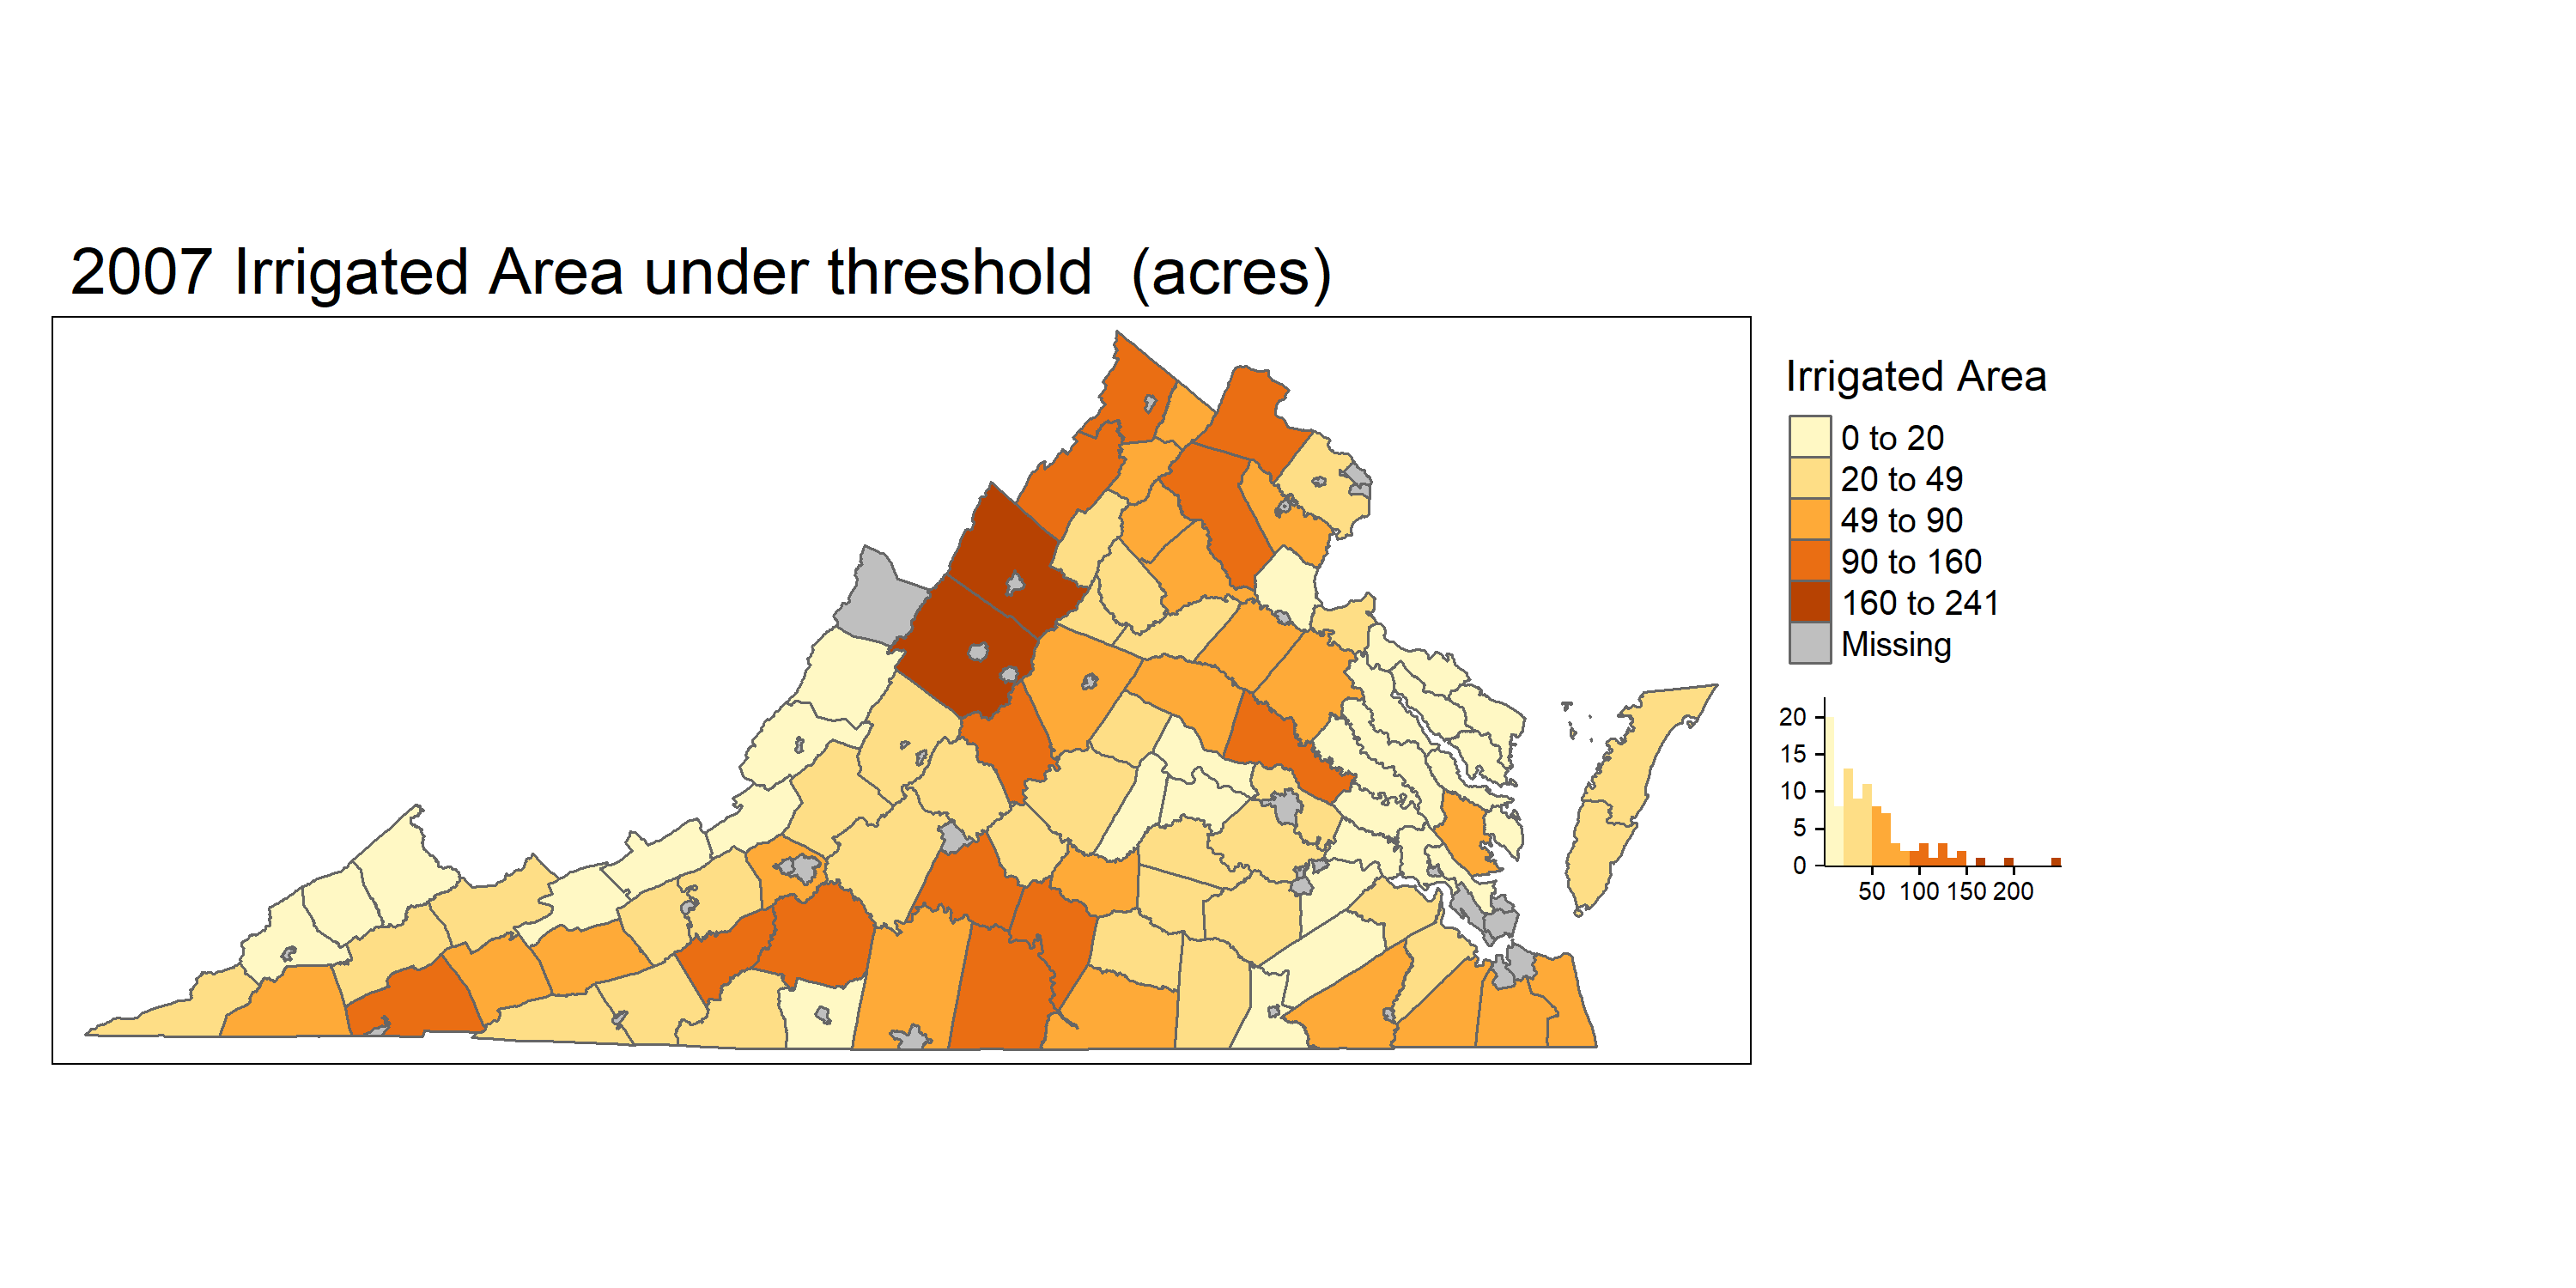 2007 Irrigated Area under threshold  (acres)
Irrigated Area
0 to 20
20 to 49
49 to 90
90 to 160
160 to 241
Missing
20
15
10
5
0
50 100 150 200